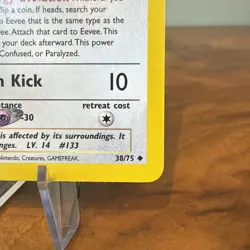 Evolution
flip a coin. If heads, search your
s Eevee that is the same type as the
e. Attach that card to Eevee. This
your deck afterward. This power
Confused, or Paralyzed.
n Kick 10
stance retreat cost
-30
is affected by its surroundings. It
nges. LV. 14 #133
Nintendo, Creatures, GAMEFREAK. 38/75